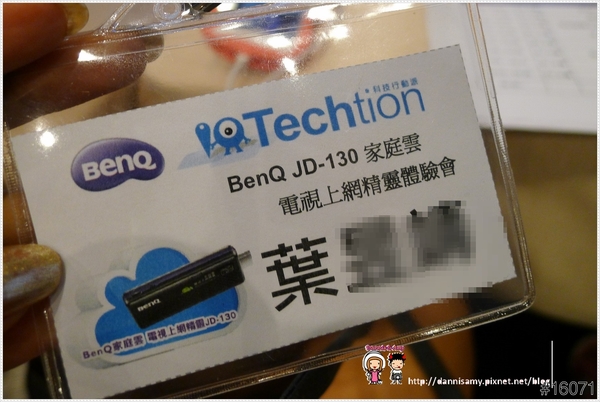 科技行動派
Techtion
BenQ
BenQ JD-130 家庭雲
電視上網精靈體驗會
葉
BenQ
BenQ家庭雲 電視上網精靈JD-130
http://dannisamy.pixnet.net/blog
#16071